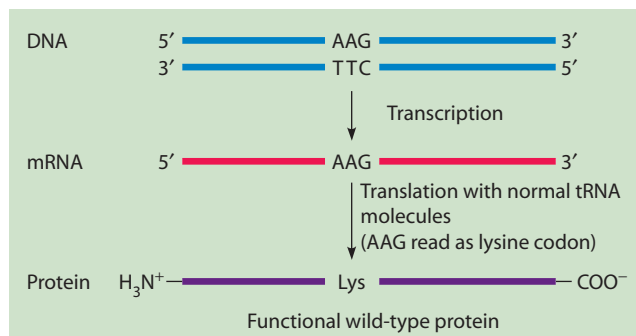 DNA 5′ AAG 3′
3′ TTC 5′
Transcription
mRNA 5′ AAG 3′
Translation with normal tRNA
molecules
(AAG read as lysine codon)
Protein H₃N⁺ Lys COO⁻
Functional wild-type protein